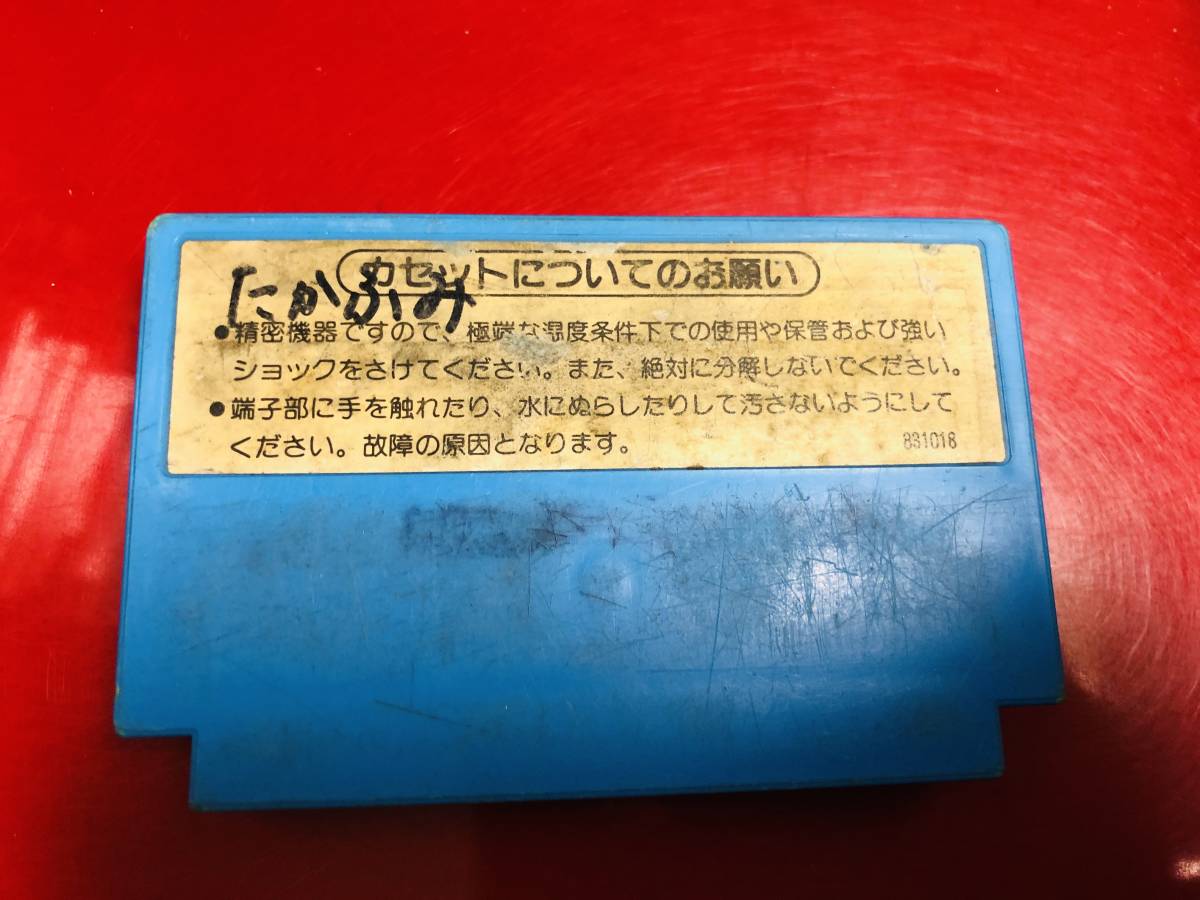 カセットについてのお願い
たかふみ
●精密機器ですので、極端な湿度条件下での使用や保管および強い
ショックをさけてください。また、絶対に分解しないでください。
●端子部に手を触れたり、水にぬらしたりして汚さないようにして
ください。故障の原因となります。
831018